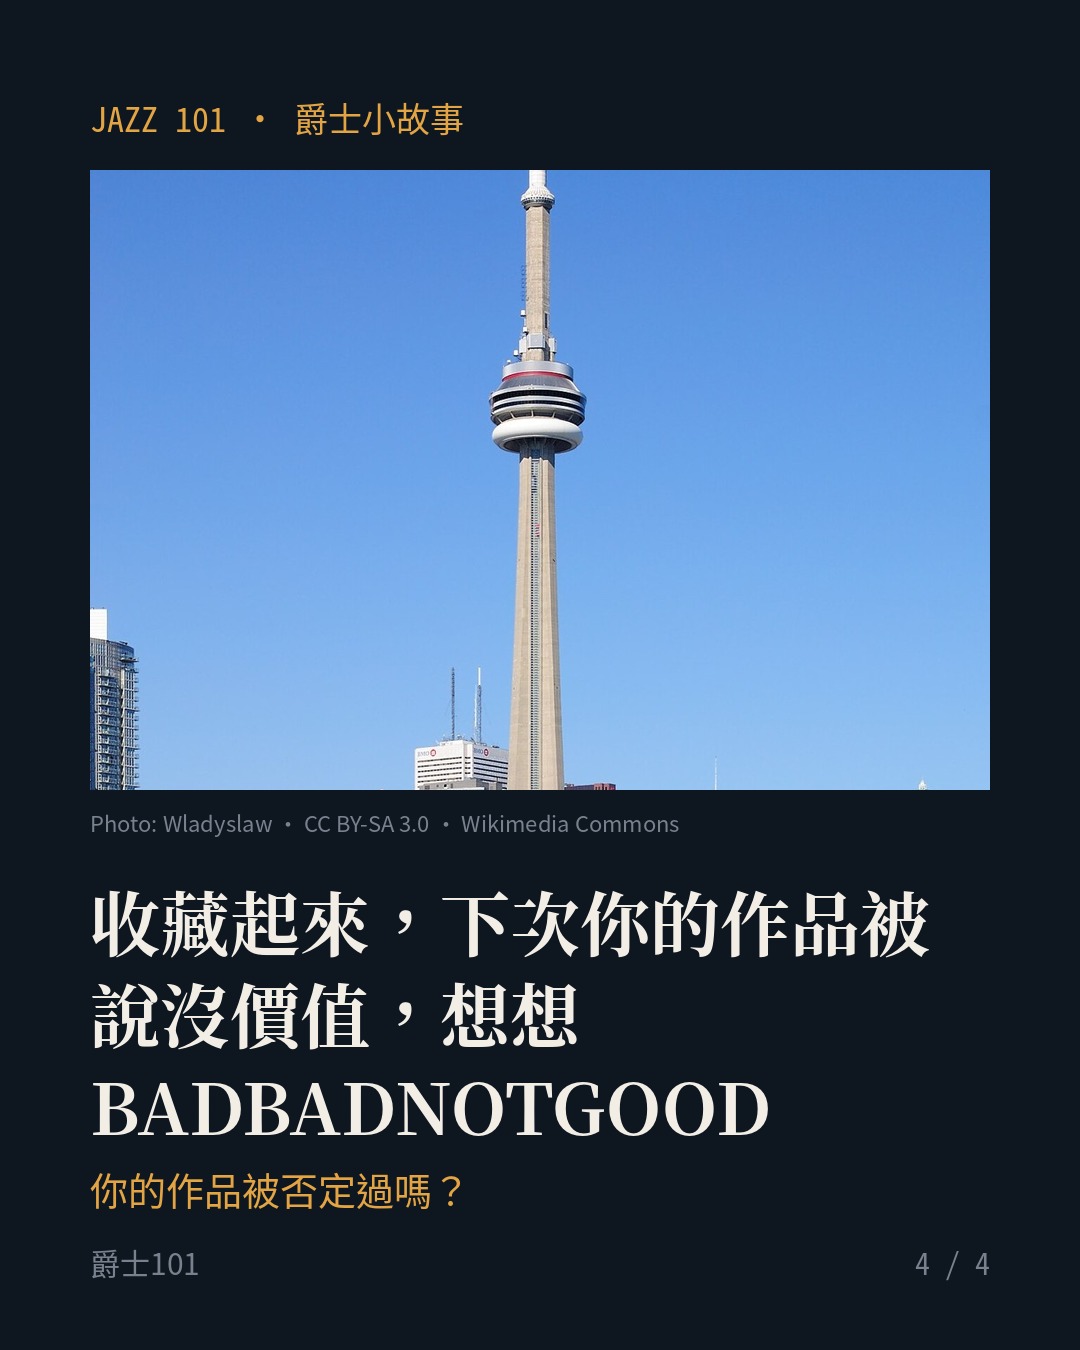 JAZZ 101 · 爵士小故事
BMO BMO
Photo: Wladyslaw · CC BY-SA 3.0 · Wikimedia Commons
收藏起來，下次你的作品被
說沒價值，想想
BADBADNOTGOOD
你的作品被否定過嗎？
爵士101
4 / 4